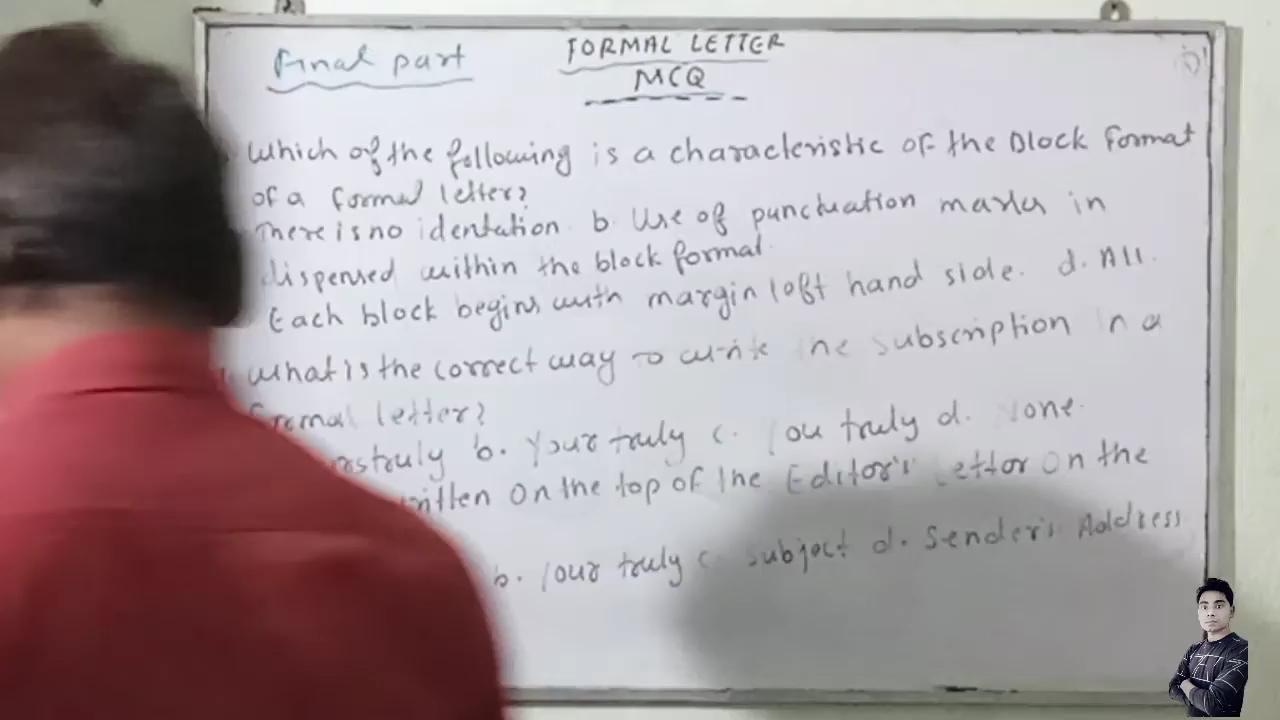 Final part
FORMAL LETTER
MCQ
Which of the following is a characteristic of the Block format
of a formal letter?
There is no identation b. Use of punctuation marks in
dispensed within the block format.
Each block begins with margin left hand side. d. All.
What is the correct way to write the subscription in a
formal letter?
b. Your truly c. You truly d. None.
written on the top of the Editor's Letter on the
b. Your truly c. subject d. Sender's Address